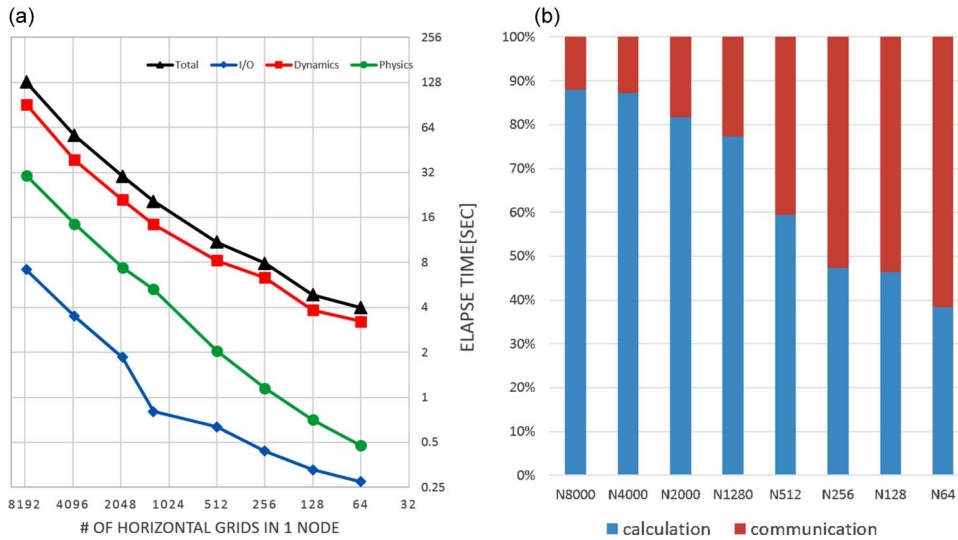 (a)
Total I/O Dynamics Physics
256
128
64
32
16
8
4
2
1
0.5
0.25
ELAPSE TIME[SEC]
8192 4096 2048 1024 512 256 128 64 32
# OF HORIZONTAL GRIDS IN 1 NODE
(b)
100%
90%
80%
70%
60%
50%
40%
30%
20%
10%
0%
N8000 N4000 N2000 N1280 N512 N256 N128 N64
calculation communication